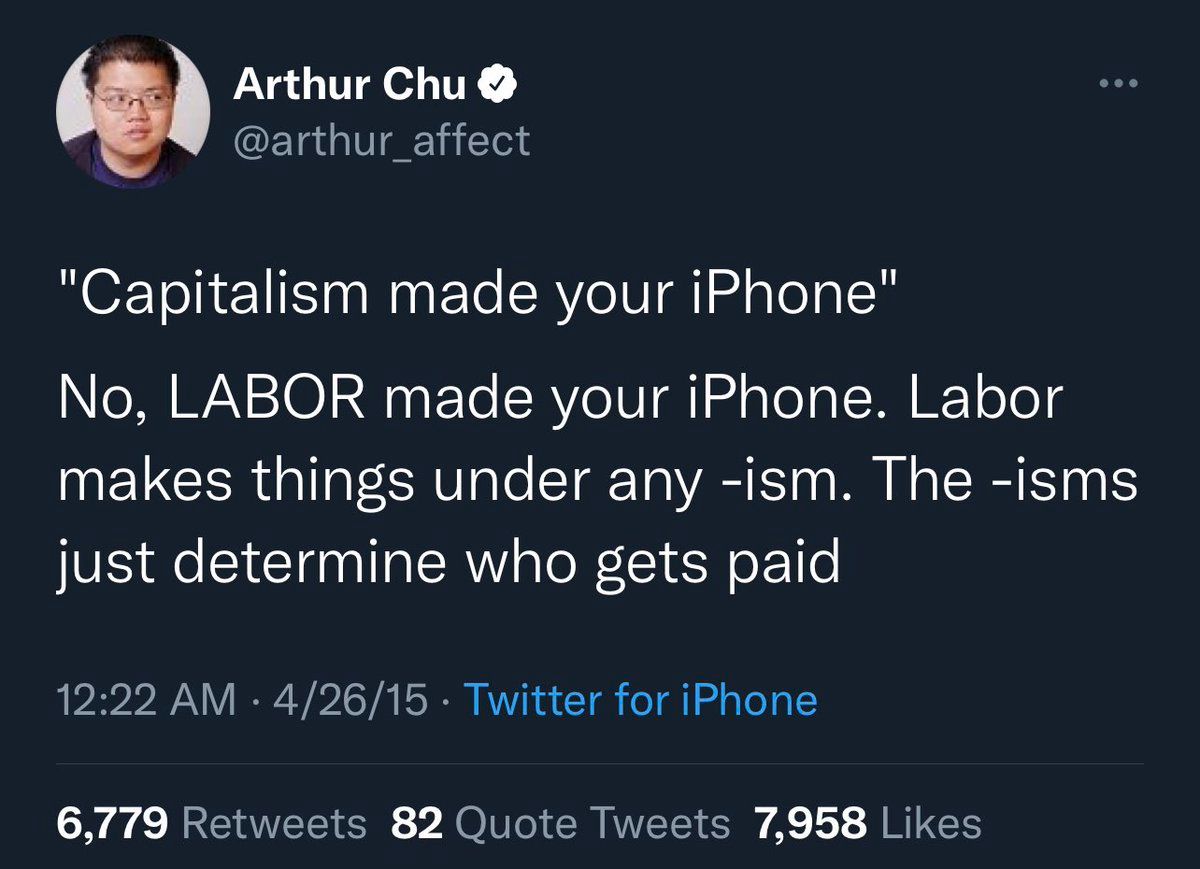 Arthur Chu
@arthur_affect
"Capitalism made your iPhone"
No, LABOR made your iPhone. Labor
makes things under any -ism. The -isms
just determine who gets paid
12:22 AM · 4/26/15 · Twitter for iPhone
6,779 Retweets 82 Quote Tweets 7,958 Likes